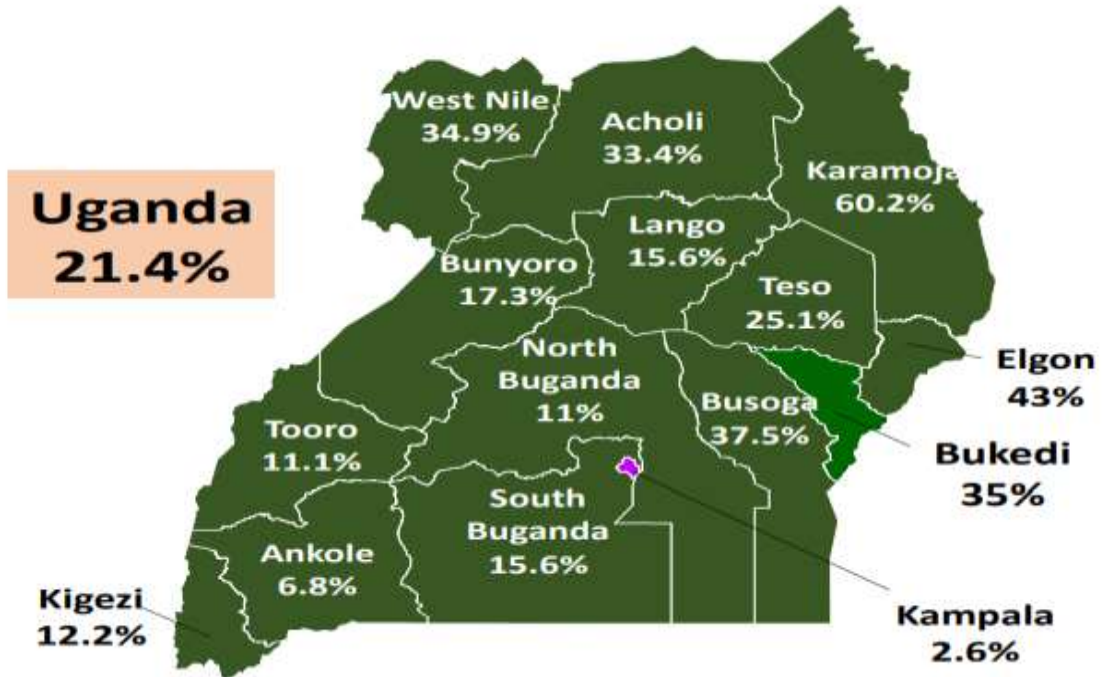 West Nile
34.9%
Acholi
33.4%
Karamoja
60.2%
Uganda
21.4%
Lango
15.6%
Bunyoro
17.3%
Teso
25.1%
North
Buganda
11%
Elgon
43%
Busoga
37.5%
Tooro
11.1%
Bukedi
35%
South
Buganda
15.6%
Ankole
6.8%
Kigezi
12.2%
Kampala
2.6%